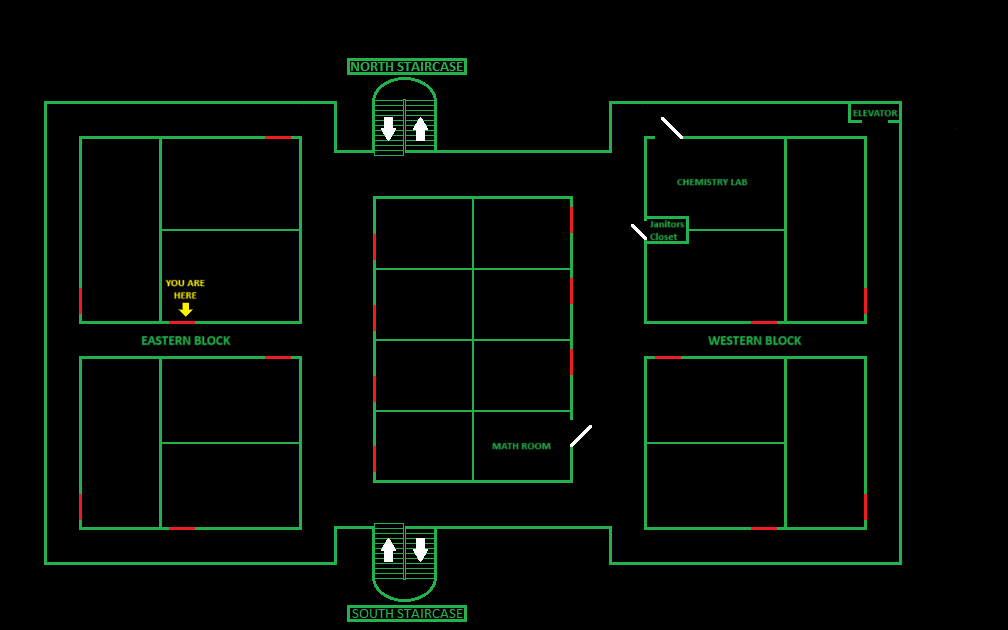 NORTH STAIRCASE
ELEVATOR
CHEMISTRY LAB
Janitors
Closet
YOU ARE
HERE
EASTERN BLOCK
WESTERN BLOCK
MATH ROOM
SOUTH STAIRCASE